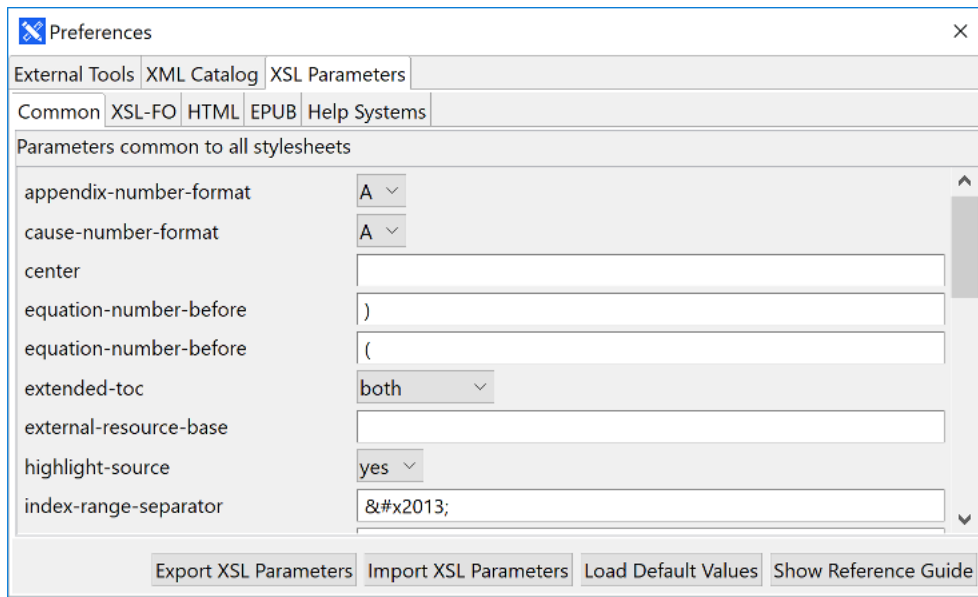 Preferences
External Tools XML Catalog XSL Parameters
Common XSL-FO HTML EPUB Help Systems
Parameters common to all stylesheets
appendix-number-format A
cause-number-format A
center
equation-number-before )
equation-number-before (
extended-toc both
external-resource-base
highlight-source yes
index-range-separator &#x2013;
Export XSL Parameters Import XSL Parameters Load Default Values Show Reference Guide